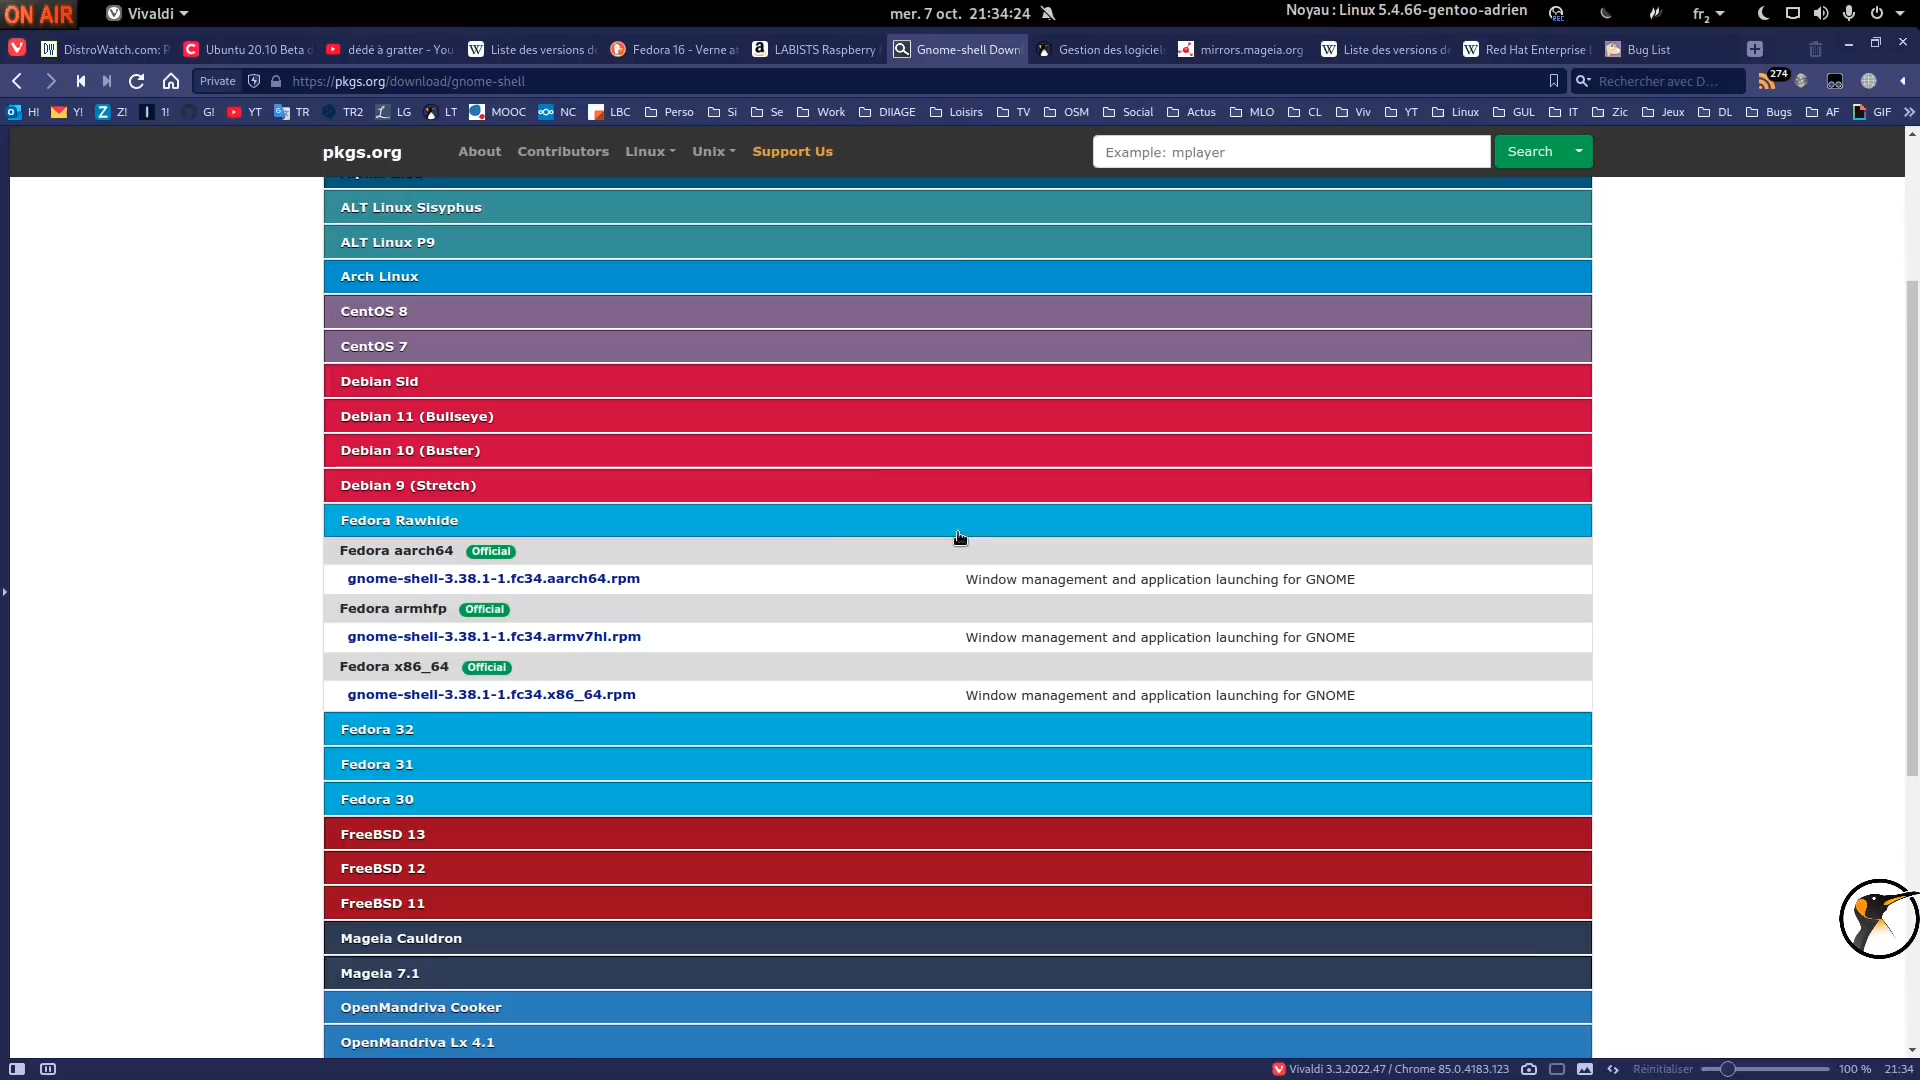 ON AIR Vivaldi mer. 7 oct. 21:34:24 Noyau : Linux 5.4.66-gentoo-adrien REC fr₂
DistroWatch.com: P Ubuntu 20.10 Beta d dédé à gratter - You Liste des versions de Fedora 16 - Verne at LABISTS Raspberry Gnome-shell Downl Gestion des logiciel mirrors.mageia.org Liste des versions de Red Hat Enterprise L Bug List
Private https://pkgs.org/download/gnome-shell Rechercher avec D... 274
H! Y! Z! 1! G! YT TR TR2 LG LT MOOC NC LBC Perso Si Se Work DIIAGE Loisirs TV OSM Social Actus MLO CL Viv YT Linux GUL IT Zic Jeux DL Bugs AF GIF
pkgs.org About Contributors Linux Unix Support Us Example: mplayer Search
ALT Linux Sisyphus
ALT Linux P9
Arch Linux
CentOS 8
CentOS 7
Debian Sid
Debian 11 (Bullseye)
Debian 10 (Buster)
Debian 9 (Stretch)
Fedora Rawhide
Fedora aarch64 Official
gnome-shell-3.38.1-1.fc34.aarch64.rpm Window management and application launching for GNOME
Fedora armhfp Official
gnome-shell-3.38.1-1.fc34.armv7hl.rpm Window management and application launching for GNOME
Fedora x86_64 Official
gnome-shell-3.38.1-1.fc34.x86_64.rpm Window management and application launching for GNOME
Fedora 32
Fedora 31
Fedora 30
FreeBSD 13
FreeBSD 12
FreeBSD 11
Mageia Cauldron
Mageia 7.1
OpenMandriva Cooker
OpenMandriva Lx 4.1
Vivaldi 3.3.2022.47 / Chrome 85.0.4183.123 Réinitialiser 100 % 21:34